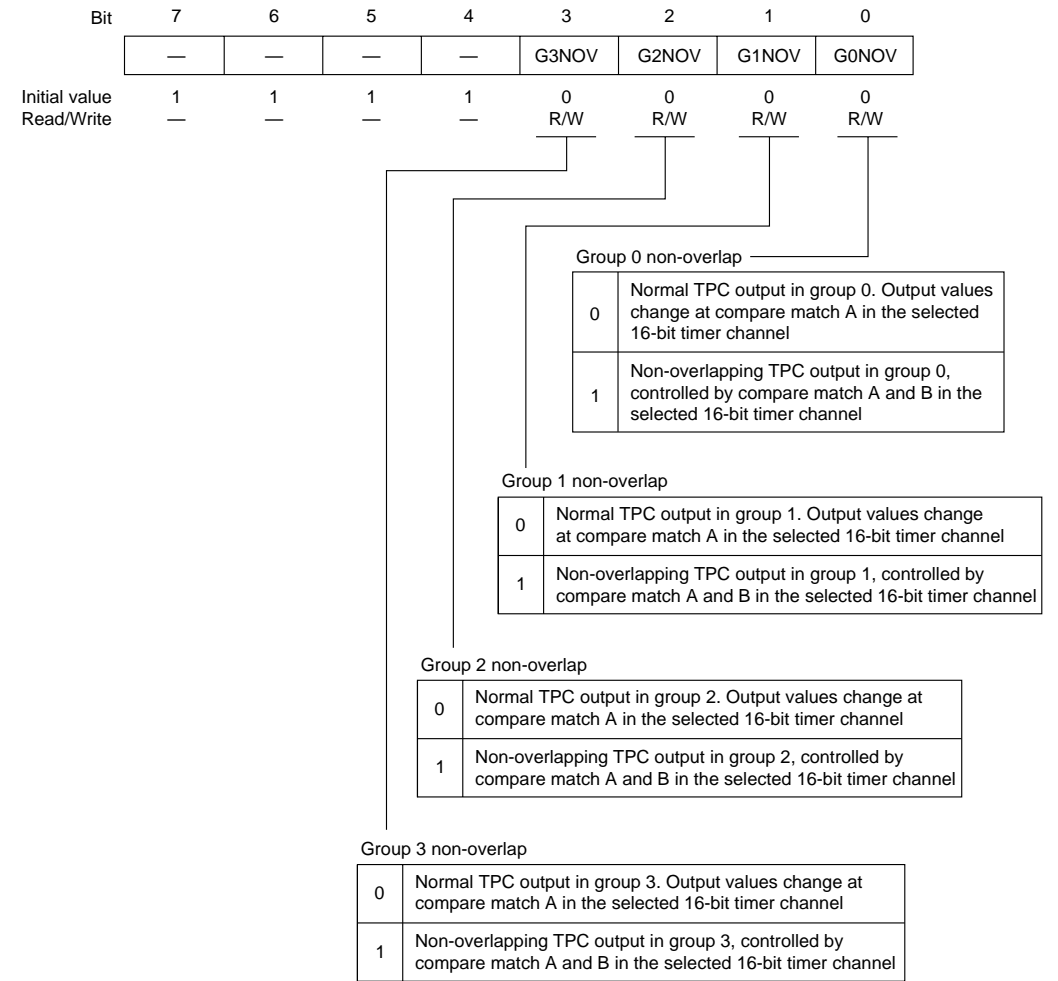 Bit 7 6 5 4 3 2 1 0
— — — — G3NOV G2NOV G1NOV G0NOV
Initial value 1 1 1 1 0 0 0 0
Read/Write — — — — R/W R/W R/W R/W
Group 0 non-overlap
0 Normal TPC output in group 0. Output values
change at compare match A in the selected
16-bit timer channel
1 Non-overlapping TPC output in group 0,
controlled by compare match A and B in the
selected 16-bit timer channel
Group 1 non-overlap
0 Normal TPC output in group 1. Output values change
at compare match A in the selected 16-bit timer channel
1 Non-overlapping TPC output in group 1, controlled by
compare match A and B in the selected 16-bit timer channel
Group 2 non-overlap
0 Normal TPC output in group 2. Output values change at
compare match A in the selected 16-bit timer channel
1 Non-overlapping TPC output in group 2, controlled by
compare match A and B in the selected 16-bit timer channel
Group 3 non-overlap
0 Normal TPC output in group 3. Output values change at
compare match A in the selected 16-bit timer channel
1 Non-overlapping TPC output in group 3, controlled by
compare match A and B in the selected 16-bit timer channel